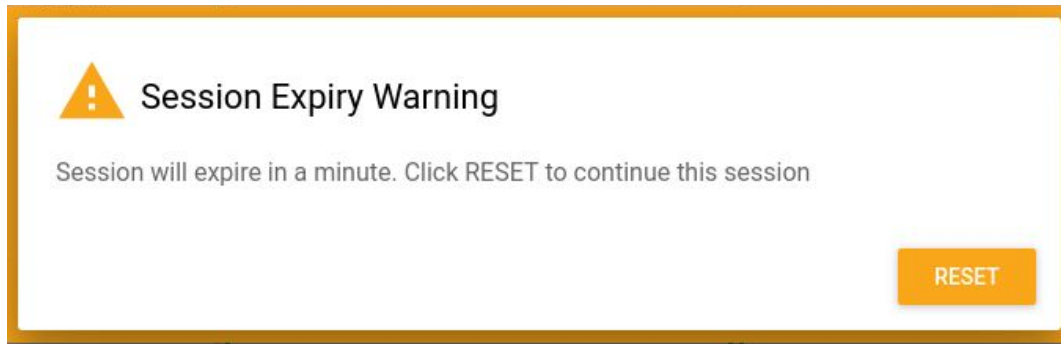 Session Expiry Warning
Session will expire in a minute. Click RESET to continue this session
RESET